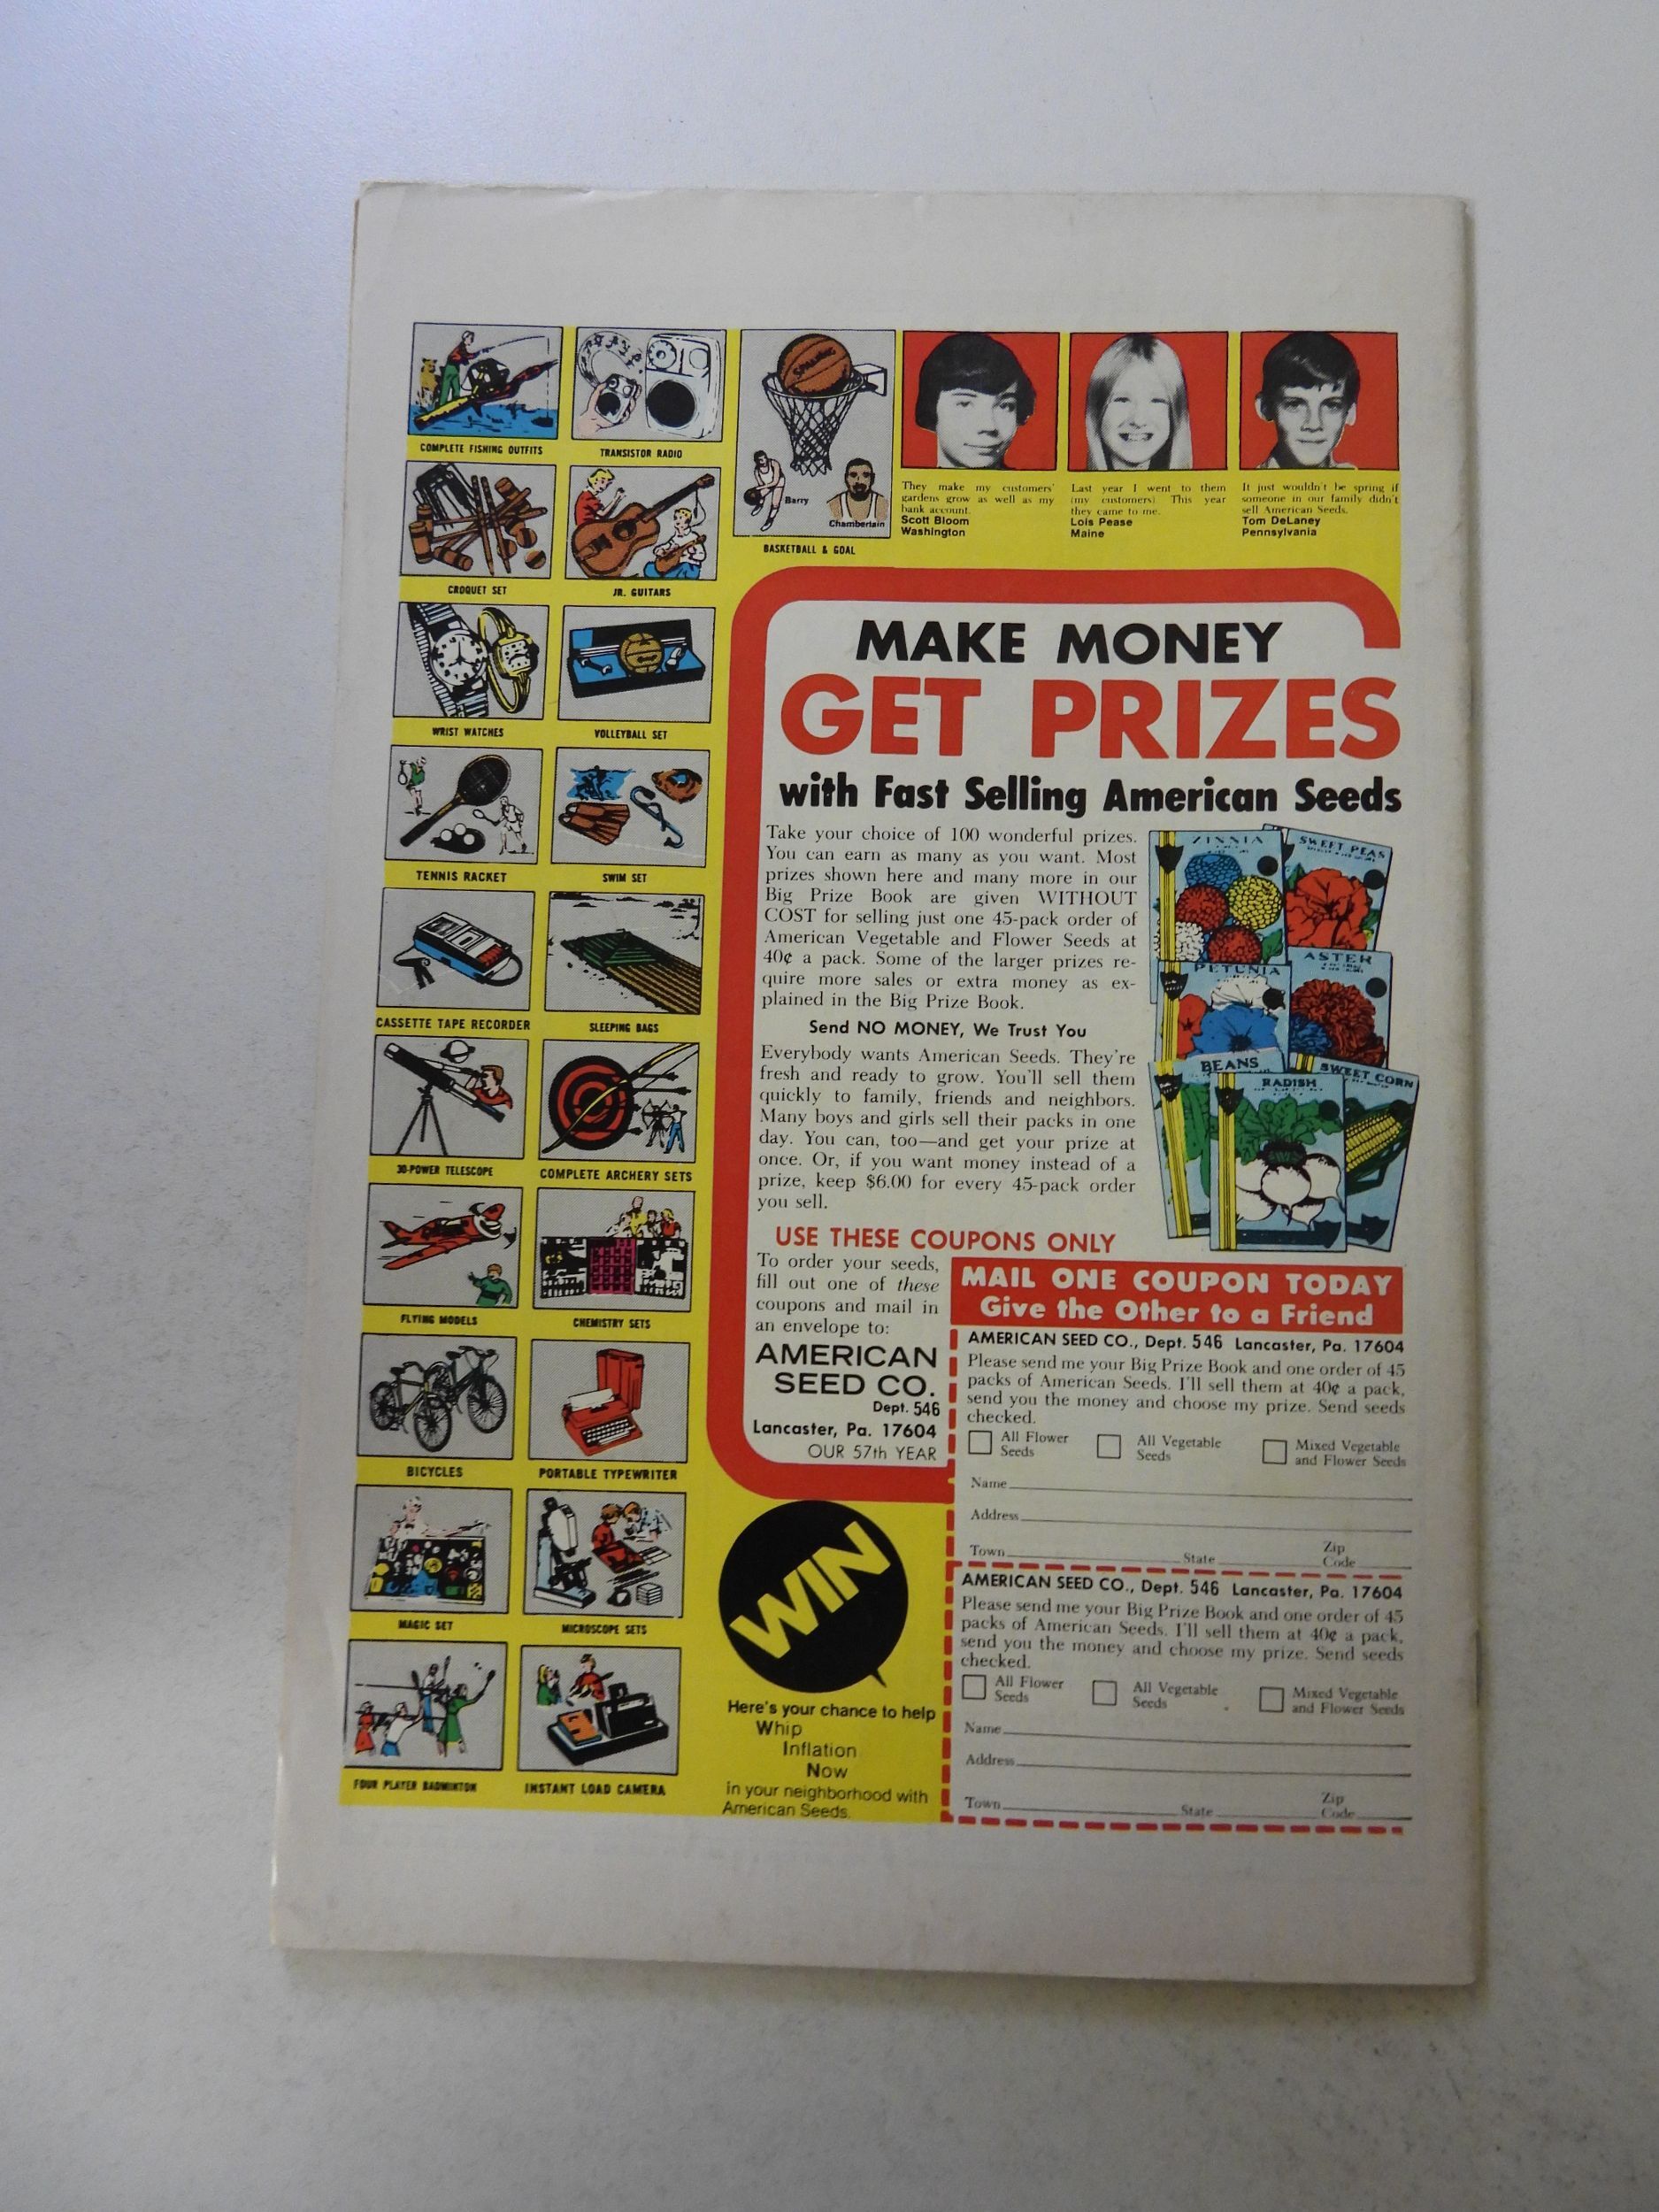 COMPLETE FISHING OUTFITS
TRANSISTOR RADIO
CROQUET SET
JR. GUITARS
WRIST WATCHES
VOLLEYBALL SET
TENNIS RACKET
SWIM SET
CASSETTE TAPE RECORDER
SLEEPING BAGS
30-POWER TELESCOPE
COMPLETE ARCHERY SETS
FLYING MODELS
CHEMISTRY SETS
BICYCLES
PORTABLE TYPEWRITER
MAGIC SET
MICROSCOPE SETS
FOUR PLAYER BADMINTON
INSTANT LOAD CAMERA
SPALDING
Barry
Chamberlain
BASKETBALL & GOAL
They make my customers'
gardens grow as well as my
bank account.
Scott Bloom
Washington
Last year I went to them
(my customers). This year
they came to me.
Lois Pease
Maine
It just wouldn't be spring if
someone in our family didn't
sell American Seeds.
Tom DeLaney
Pennsylvania
MAKE MONEY
GET PRIZES
with Fast Selling American Seeds
Take your choice of 100 wonderful prizes.
You can earn as many as you want. Most
prizes shown here and many more in our
Big Prize Book are given WITHOUT
COST for selling just one 45-pack order of
American Vegetable and Flower Seeds at
40¢ a pack. Some of the larger prizes re-
quire more sales or extra money as ex-
plained in the Big Prize Book.
Send NO MONEY, We Trust You
Everybody wants American Seeds. They're
fresh and ready to grow. You'll sell them
quickly to family, friends and neighbors.
Many boys and girls sell their packs in one
day. You can, too—and get your prize at
once. Or, if you want money instead of a
prize, keep $6.00 for every 45-pack order
you sell.
ZINNIA
SWEET PEAS
PETUNIA
ASTER
BEANS
RADISH
SWEET CORN
USE THESE COUPONS ONLY
To order your seeds,
fill out one of these
coupons and mail in
an envelope to:
AMERICAN
SEED CO.
Dept. 546
Lancaster, Pa. 17604
OUR 57th YEAR
MAIL ONE COUPON TODAY
Give the Other to a Friend
AMERICAN SEED CO., Dept. 546 Lancaster, Pa. 17604
Please send me your Big Prize Book and one order of 45
packs of American Seeds. I'll sell them at 40¢ a pack,
send you the money and choose my prize. Send seeds
checked.
All Flower
Seeds
All Vegetable
Seeds
Mixed Vegetable
and Flower Seeds
Name
Address
Town State Zip
Code
AMERICAN SEED CO., Dept. 546 Lancaster, Pa. 17604
Please send me your Big Prize Book and one order of 45
packs of American Seeds. I'll sell them at 40¢ a pack,
send you the money and choose my prize. Send seeds
checked.
All Flower
Seeds
All Vegetable
Seeds
Mixed Vegetable
and Flower Seeds
Name
Address
Town State Zip
Code
WIN
Here's your chance to help
Whip
Inflation
Now
in your neighborhood with
American Seeds.